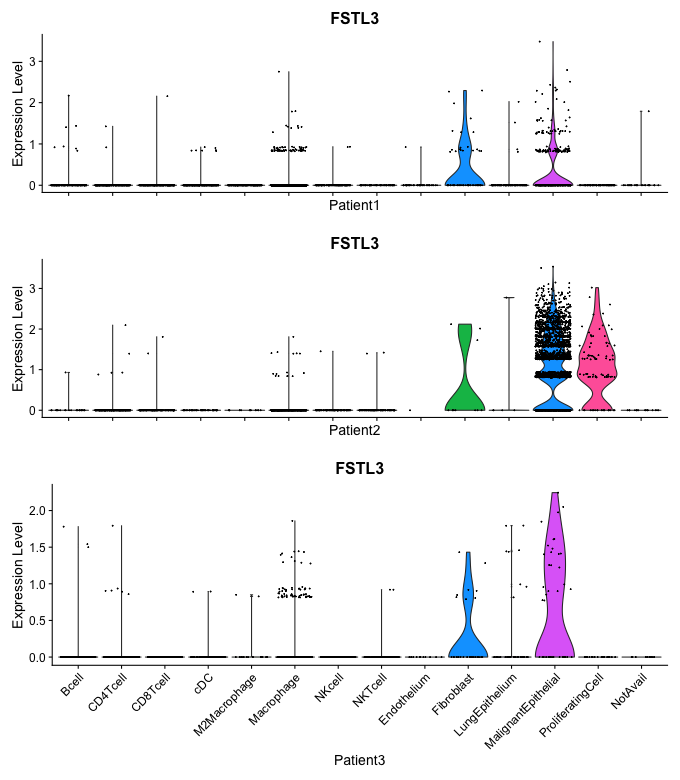 FSTL3
Expression Level
3
2
1
0
Patient1
FSTL3
Expression Level
3
2
1
0
Patient2
FSTL3
Expression Level
2.0
1.5
1.0
0.5
0.0
Bcell
CD4Tcell
CD8Tcell
cDC
M2Macrophage
Macrophage
NKcell
NKTcell
Endothelium
Fibroblast
LungEpithelium
MalignantEpithelial
ProliferatingCell
NotAvail
Patient3